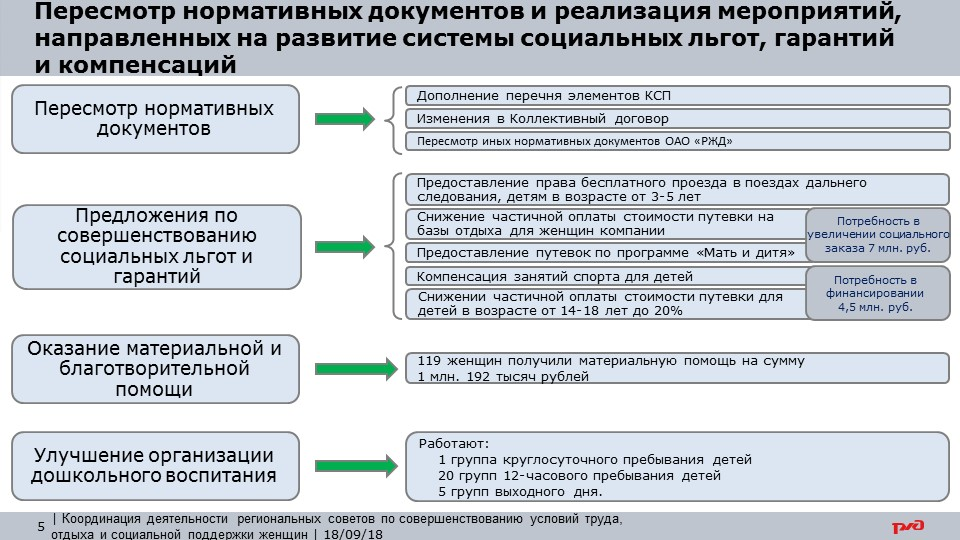 Пересмотр нормативных документов и реализация мероприятий,
направленных на развитие системы социальных льгот, гарантий
и компенсаций
Пересмотр нормативных
документов
Дополнение перечня элементов КСП
Изменения в Коллективный договор
Пересмотр иных нормативных документов ОАО «РЖД»
Предложения по
совершенствованию
социальных льгот и
гарантий
Предоставление права бесплатного проезда в поездах дальнего
следования, детям в возрасте от 3-5 лет
Снижение частичной оплаты стоимости путевки на
базы отдыха для женщин компании
Предоставление путевок по программе «Мать и дитя»
Потребность в
увеличении социального
заказа 7 млн. руб.
Компенсация занятий спорта для детей
Снижении частичной оплаты стоимости путевки для
детей в возрасте от 14-18 лет до 20%
Потребность в
финансировании
4,5 млн. руб.
Оказание материальной и
благотворительной
помощи
119 женщин получили материальную помощь на сумму
1 млн. 192 тысяч рублей
Улучшение организации
дошкольного воспитания
Работают:
1 группа круглосуточного пребывания детей
20 групп 12-часового пребывания детей
5 групп выходного дня.
5
| Координация деятельности региональных советов по совершенствованию условий труда,
отдыха и социальной поддержки женщин | 18/09/18
ржд